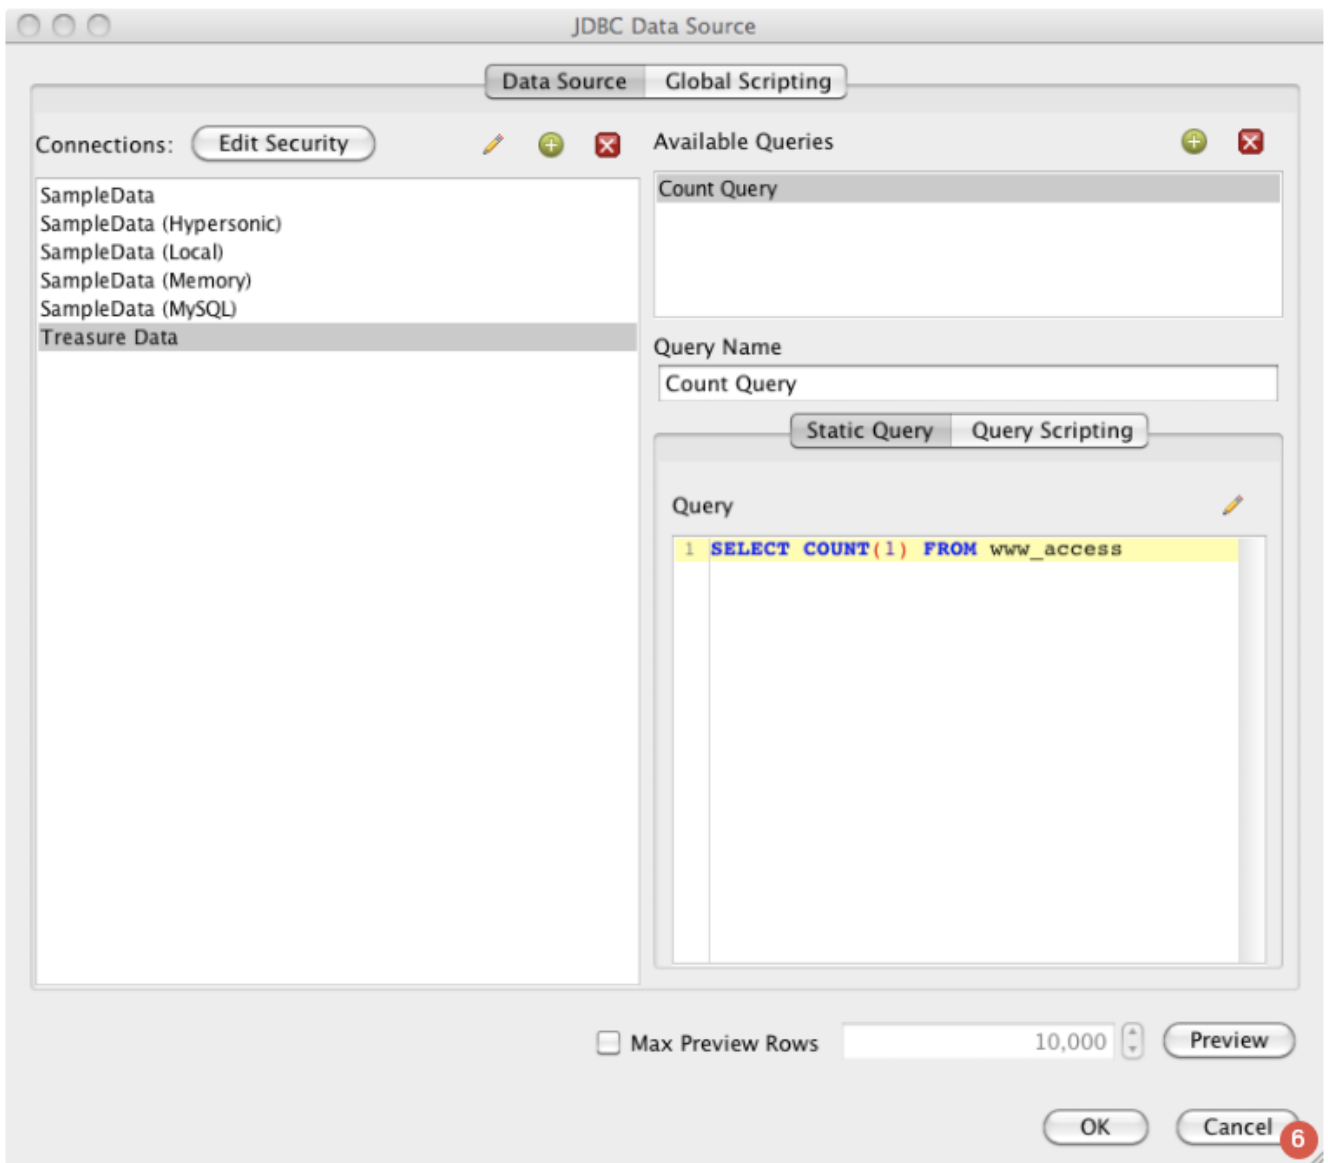 JDBC Data Source
Data Source Global Scripting
Connections: Edit Security
SampleData
SampleData (Hypersonic)
SampleData (Local)
SampleData (Memory)
SampleData (MySQL)
Treasure Data
Available Queries
Count Query
Query Name
Count Query
Static Query Query Scripting
Query
1 SELECT COUNT(1) FROM www_access
Max Preview Rows 10,000 Preview
OK Cancel
6